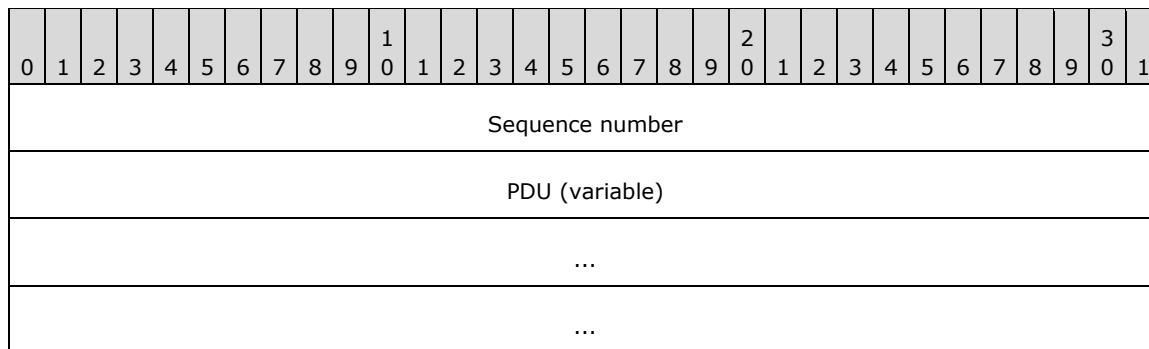 1 2 3
0 1 2 3 4 5 6 7 8 9 0 1 2 3 4 5 6 7 8 9 0 1 2 3 4 5 6 7 8 9 0 1
Sequence number
PDU (variable)
...
...